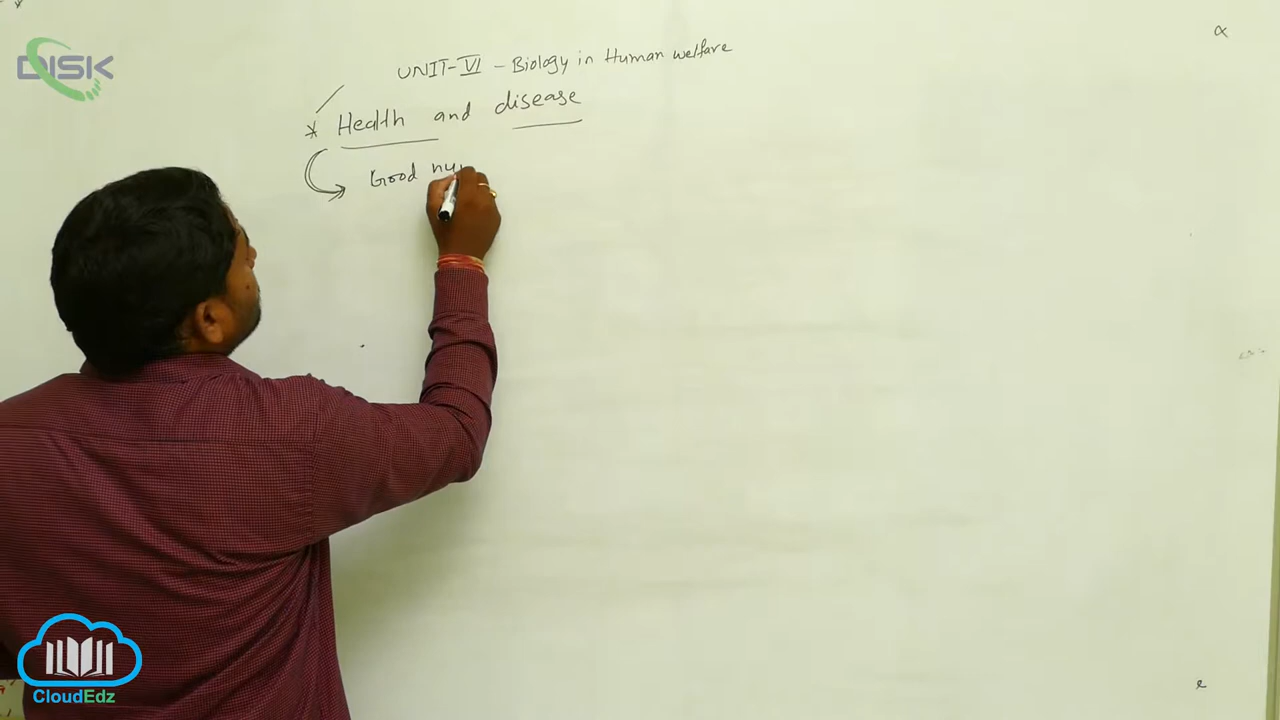 DISK
UNIT-VI - Biology in Human welfare
* Health and disease
Good
CloudEdz